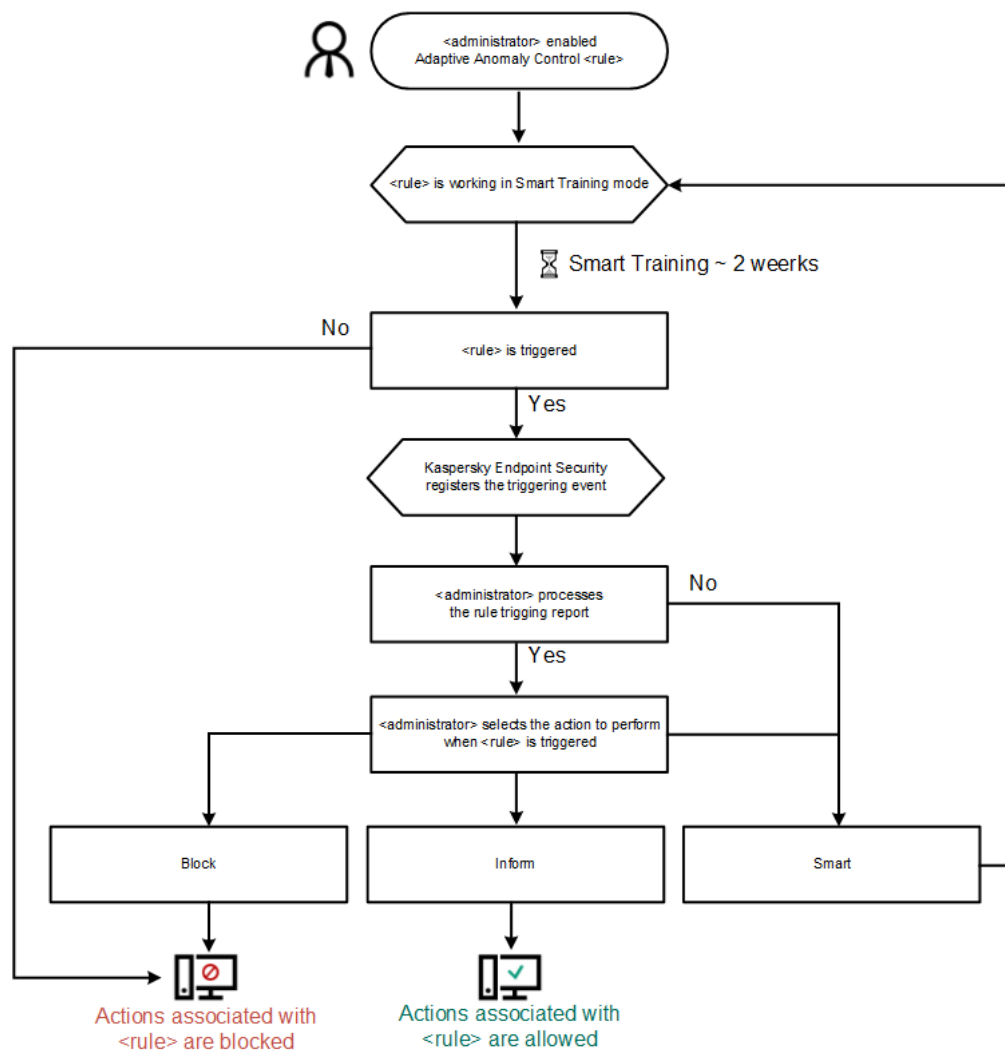 <administrator> enabled
Adaptive Anomaly Control <rule>
<rule> is working in Smart Training mode
Smart Training ~ 2 weerks
No
<rule> is triggered
Yes
Kaspersky Endpoint Security
registers the triggering event
<administrator> processes
the rule trigging report
No
Yes
<administrator> selects the action to perform
when <rule> is triggered
Block
Inform
Smart
Actions associated with
<rule> are blocked
Actions associated with
<rule> are allowed